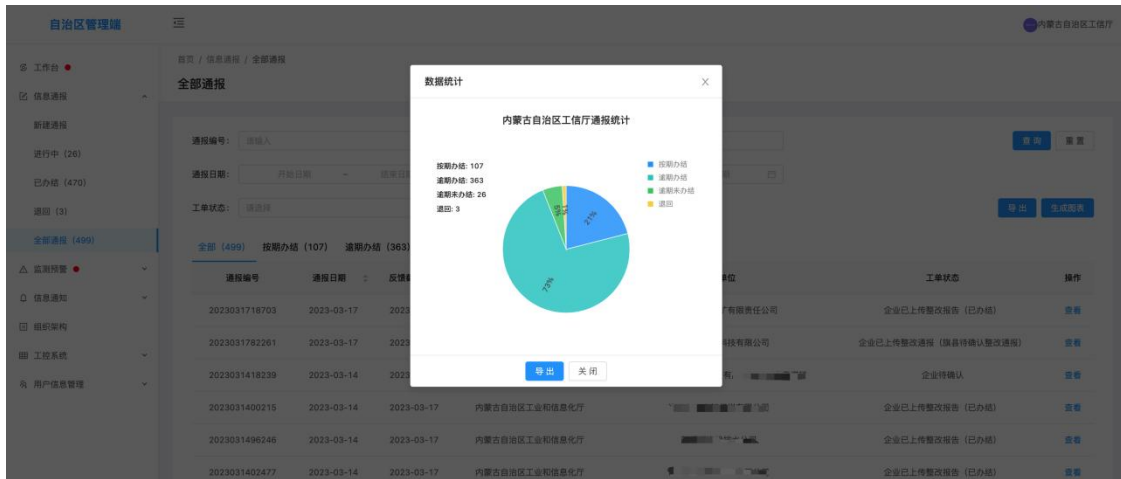 自治区管理端
内蒙古自治区工信厅
工作台
信息通报
新建通报
进行中（26）
已办结（470）
退回（3）
全部通报（499）
监测预警
信息通知
组织架构
工控系统
用户信息管理
首页 / 信息通报 / 全部通报
全部通报
通报编号： 请输入
查 询 重 置
通报日期： 开始日期 ~ 结束日
工单状态： 请选择
导 出 生成图表
全部（499） 按期办结（107） 逾期办结（363）
通报编号 通报日期 反馈 单位 工单状态 操作
2023031718703 2023-03-17 2023 有限责任公司 企业已上传整改报告（已办结） 查看
2023031782261 2023-03-17 2023 科技有限公司 企业已上传整改通报（旗县待确认整改通报） 查看
2023031418239 2023-03-14 2023 企业待确认 查看
2023031400215 2023-03-14 2023-03-17 内蒙古自治区工业和信息化厅 企业已上传整改报告（已办结） 查看
2023031496246 2023-03-14 2023-03-17 内蒙古自治区工业和信息化厅 企业已上传整改报告（已办结） 查看
2023031402477 2023-03-14 2023-03-17 内蒙古自治区工业和信息化厅 企业已上传整改报告（已办结） 查看
数据统计
内蒙古自治区工信厅通报统计
按期办结: 107
逾期办结: 363
逾期未办结: 26
退回: 3
按期办结
逾期办结
逾期未办结
退回
21%
73%
5%
1%
导 出 关 闭